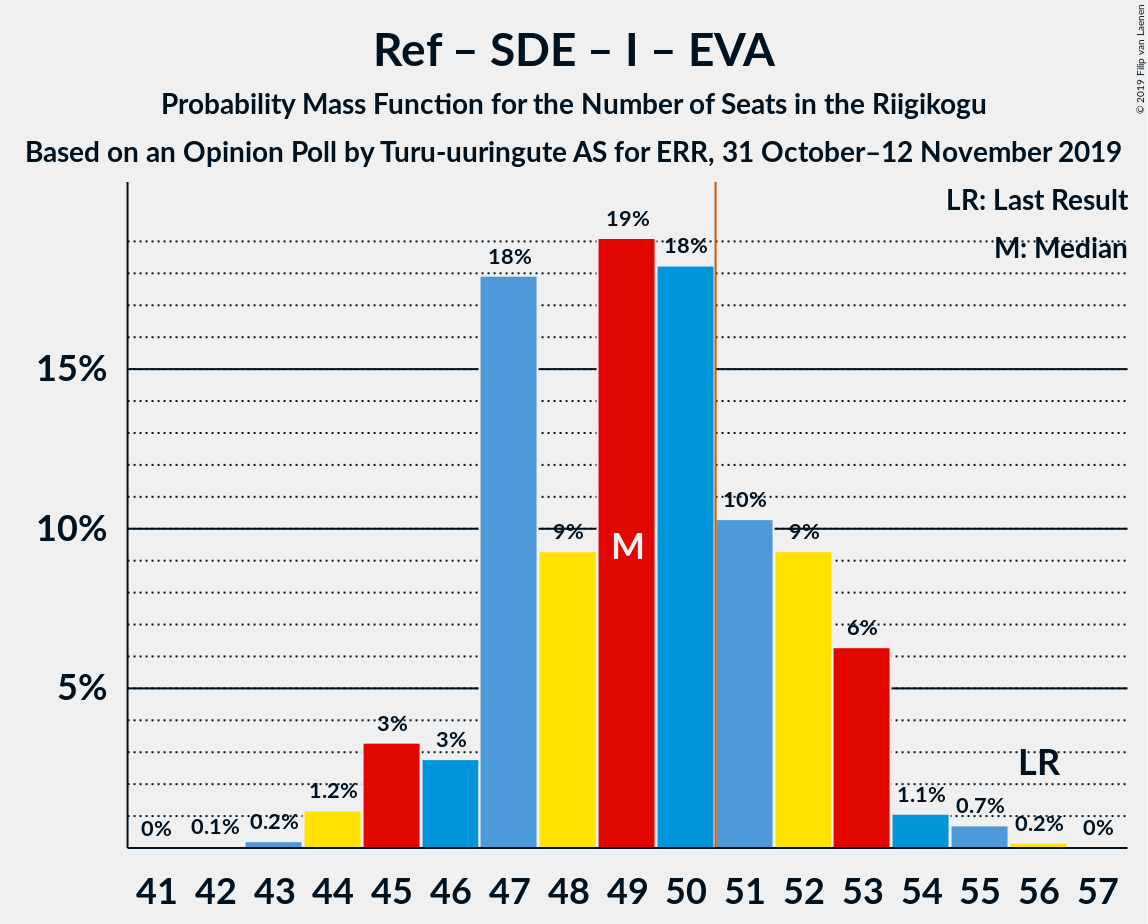 Ref – SDE – I – EVA
Probability Mass Function for the Number of Seats in the Riigikogu
Based on an Opinion Poll by Turu-uuringute AS for ERR, 31 October–12 November 2019
© 2019 Filip van Laenen
LR: Last Result
M: Median
15%
10%
5%
0%
0.1%
0.2%
1.2%
3%
3%
18%
9%
19%
18%
10%
9%
6%
1.1%
0.7%
0.2%
0%
M
LR
41 42 43 44 45 46 47 48 49 50 51 52 53 54 55 56 57